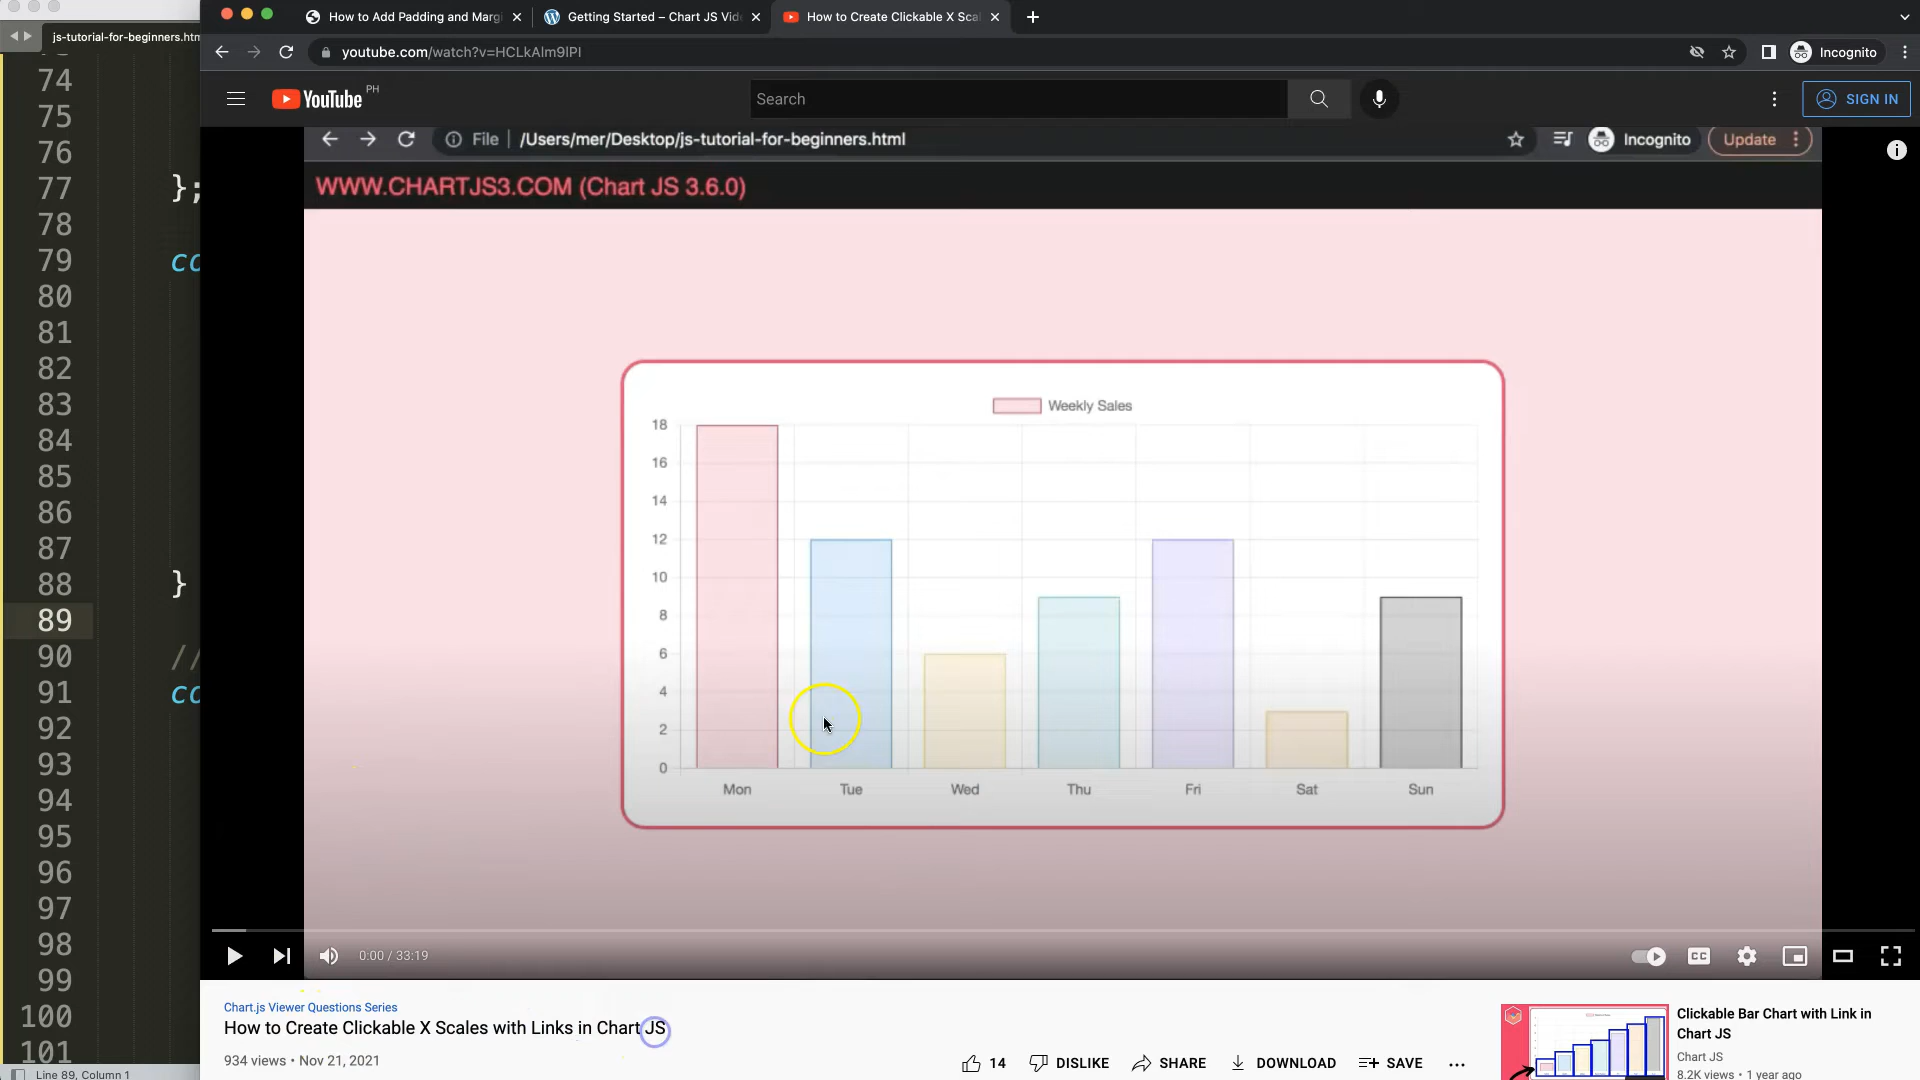 js-tutorial-for-beginners.htm
How to Add Padding and Margi
Getting Started – Chart JS Vid
How to Create Clickable X Scal
youtube.com/watch?v=HCLkAlm9lPI
Incognito
YouTube PH
Search
SIGN IN
File
/Users/mer/Desktop/js-tutorial-for-beginners.html
Incognito
Update
WWW.CHARTJS3.COM (Chart JS 3.6.0)
74
75
76
77 };
78
79 co
80
81
82
83
84
85
86
87
88 }
89
90 //
91 co
92
93
94
95
96
97
98
99
100
101
Weekly Sales
18
16
14
12
10
8
6
4
2
0
Mon Tue Wed Thu Fri Sat Sun
0:00 / 33:19
CC
Chart.js Viewer Questions Series
How to Create Clickable X Scales with Links in Chart JS
934 views • Nov 21, 2021
14 DISLIKE SHARE DOWNLOAD SAVE
Clickable Bar Chart with Link in
Chart JS
Chart JS
8.2K views • 1 year ago
Line 89, Column 1